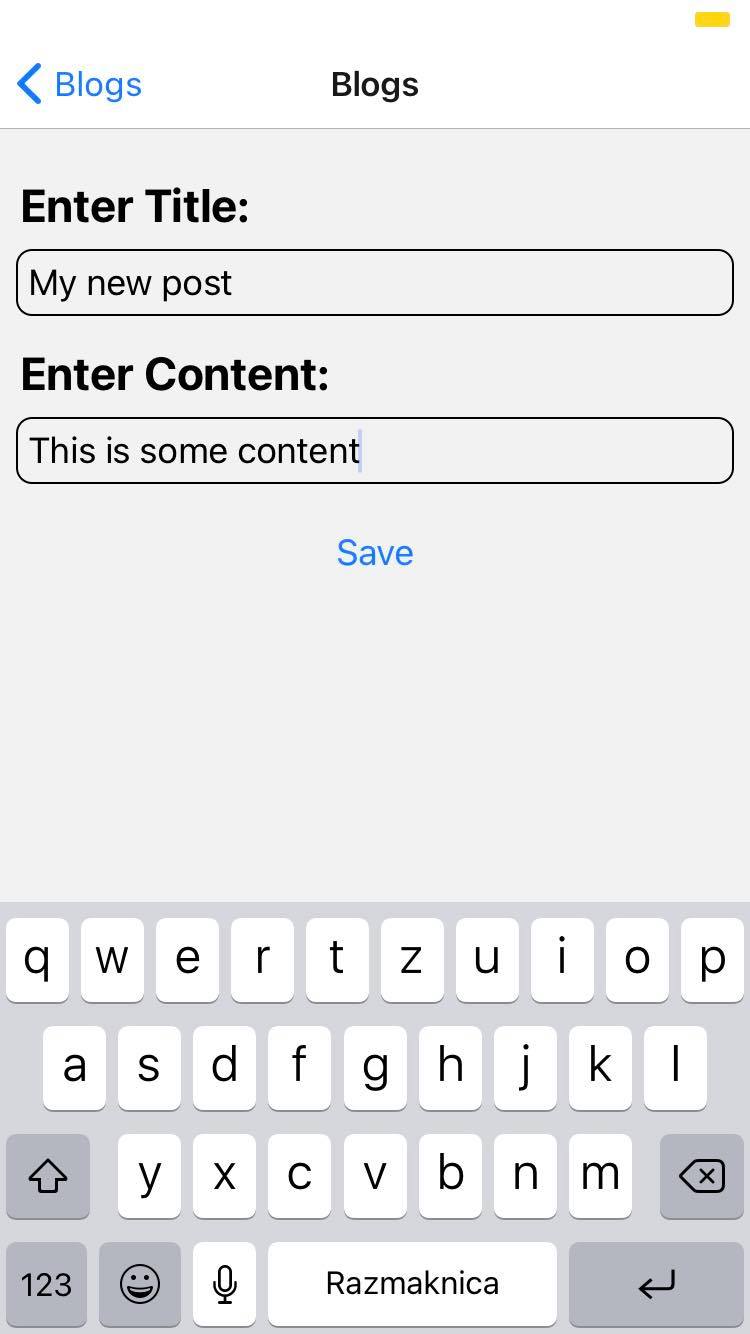 Blogs Blogs
Enter Title:
My new post
Enter Content:
This is some content
Save
q w e r t z u i o p
a s d f g h j k l
y x c v b n m
123 Razmaknica